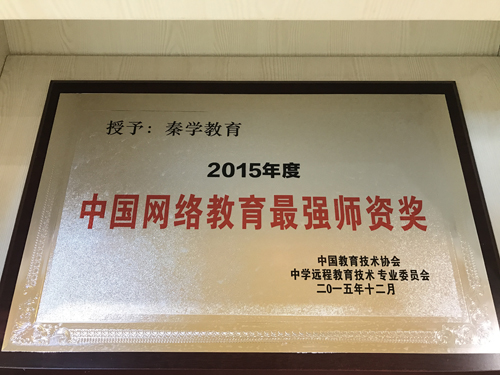 授予：秦学教育
2015年度
中国网络教育最强师资奖
中国教育技术协会
中学远程教育技术 专业委员会
二0一五年十二月